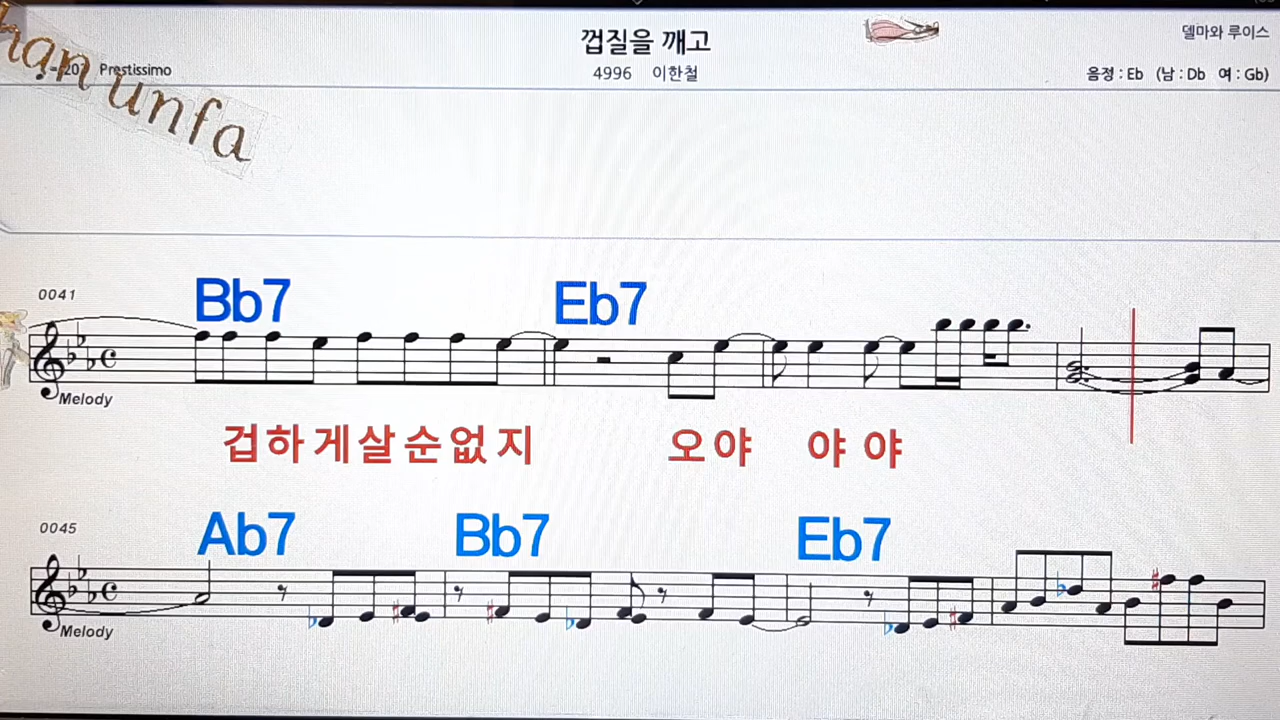 껍질을 깨고
델마와 루이스
Prestissimo
4996 이한철
음정 : Eb (남 : Db 여 : Gb)
han unfa
0041
Bb7 Eb7
Melody
겁하게살순없지 오야 야야
0045
Ab7 Bb7 Eb7
Melody